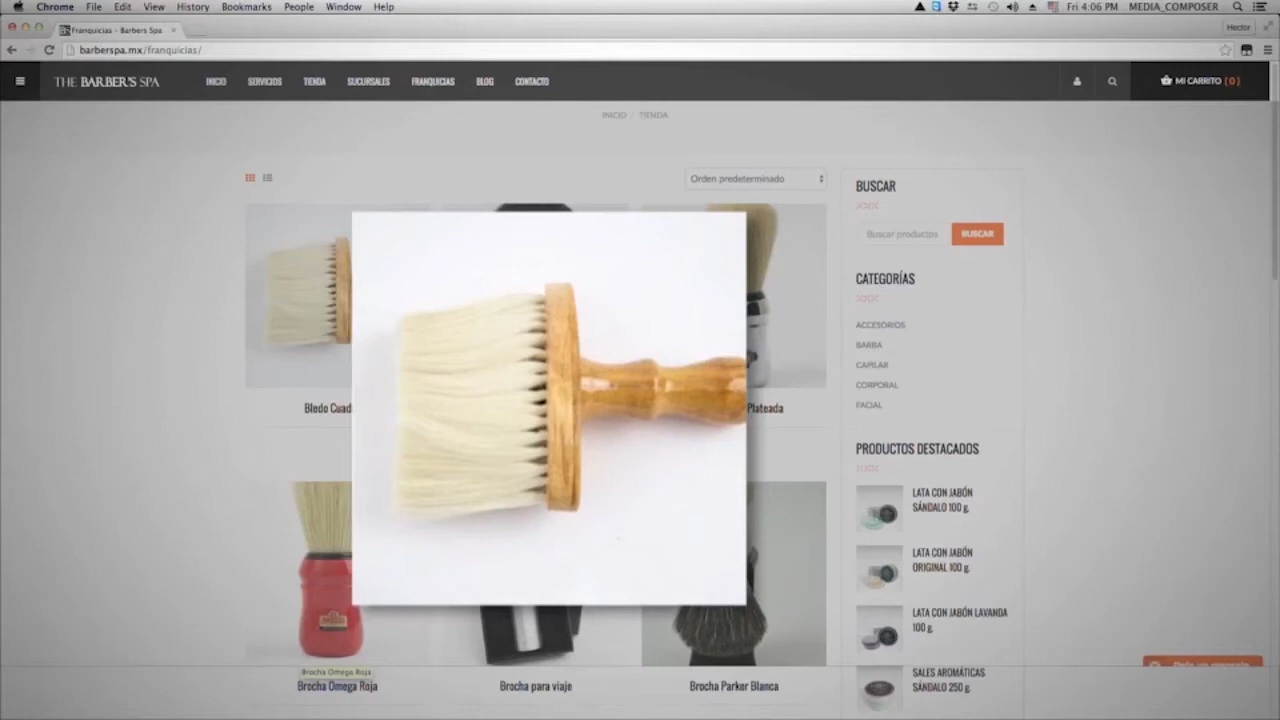 Chrome File Edit View History Bookmarks People Window Help Fri 4:06 PM MEDIA_COMPOSER
Franquicias - Barbers Spa Hector
barberspa.mx/franquicias/
THE BARBER'S SPA INICIO SERVICIOS TIENDA SUCURSALES FRANQUICIAS BLOG CONTACTO MI CARRITO (0)
INICIO / TIENDA
Orden predeterminado
BUSCAR
Buscar productos BUSCAR
CATEGORÍAS
ACCESORIOS
BARBA
CAPILAR
CORPORAL
FACIAL
Bledo Cuad
Plateada
PRODUCTOS DESTACADOS
LATA CON JABÓN
SÁNDALO 100 g.
LATA CON JABÓN
ORIGINAL 100 g.
LATA CON JABÓN LAVANDA
100 g.
SALES AROMÁTICAS
SÁNDALO 250 g.
Brocha Omega Roja
Brocha Omega Roja
Brocha para viaje
Brocha Parker Blanca